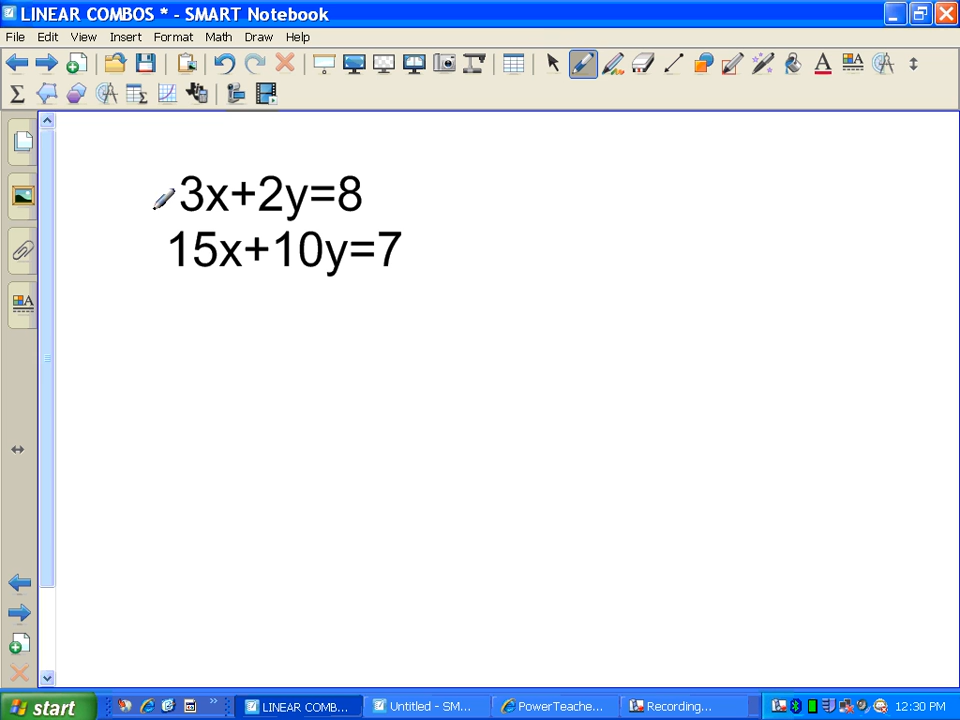 LINEAR COMBOS * - SMART Notebook
File Edit View Insert Format Math Draw Help
3x+2y=8
15x+10y=7
start
LINEAR COMB...
Untitled - SM...
PowerTeache...
Recording...
12:30 PM